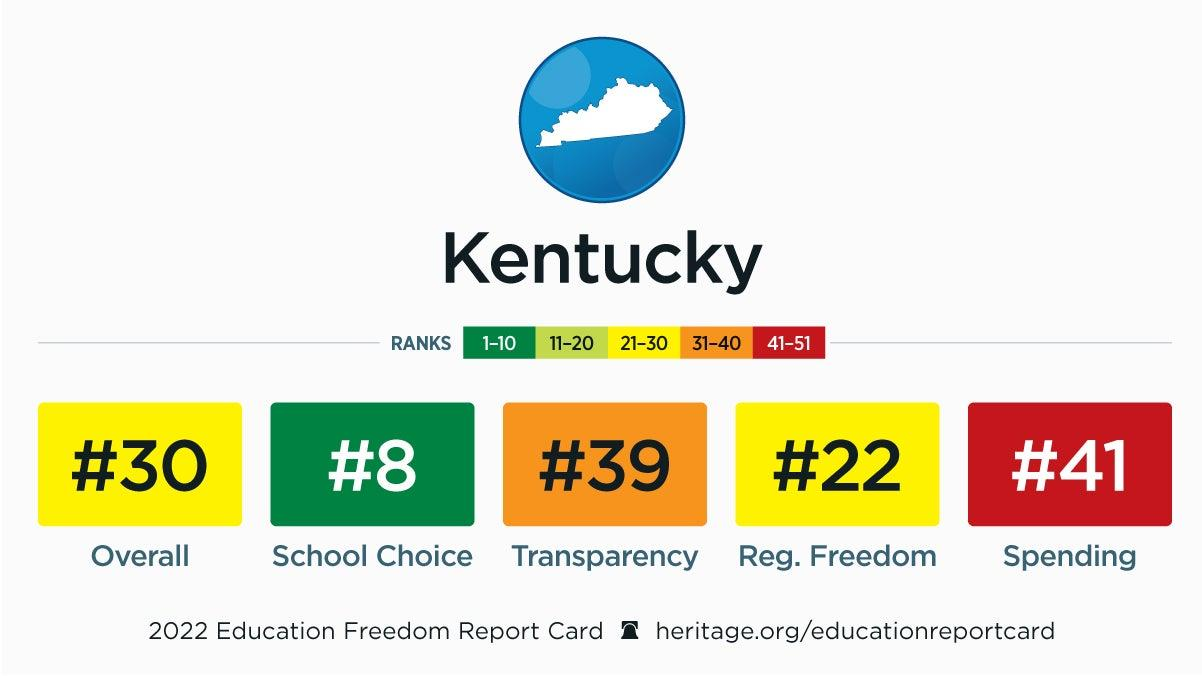 Kentucky
RANKS 1–10 11–20 21–30 31–40 41–51
#30 #8 #39 #22 #41
Overall School Choice Transparency Reg. Freedom Spending
2022 Education Freedom Report Card heritage.org/educationreportcard